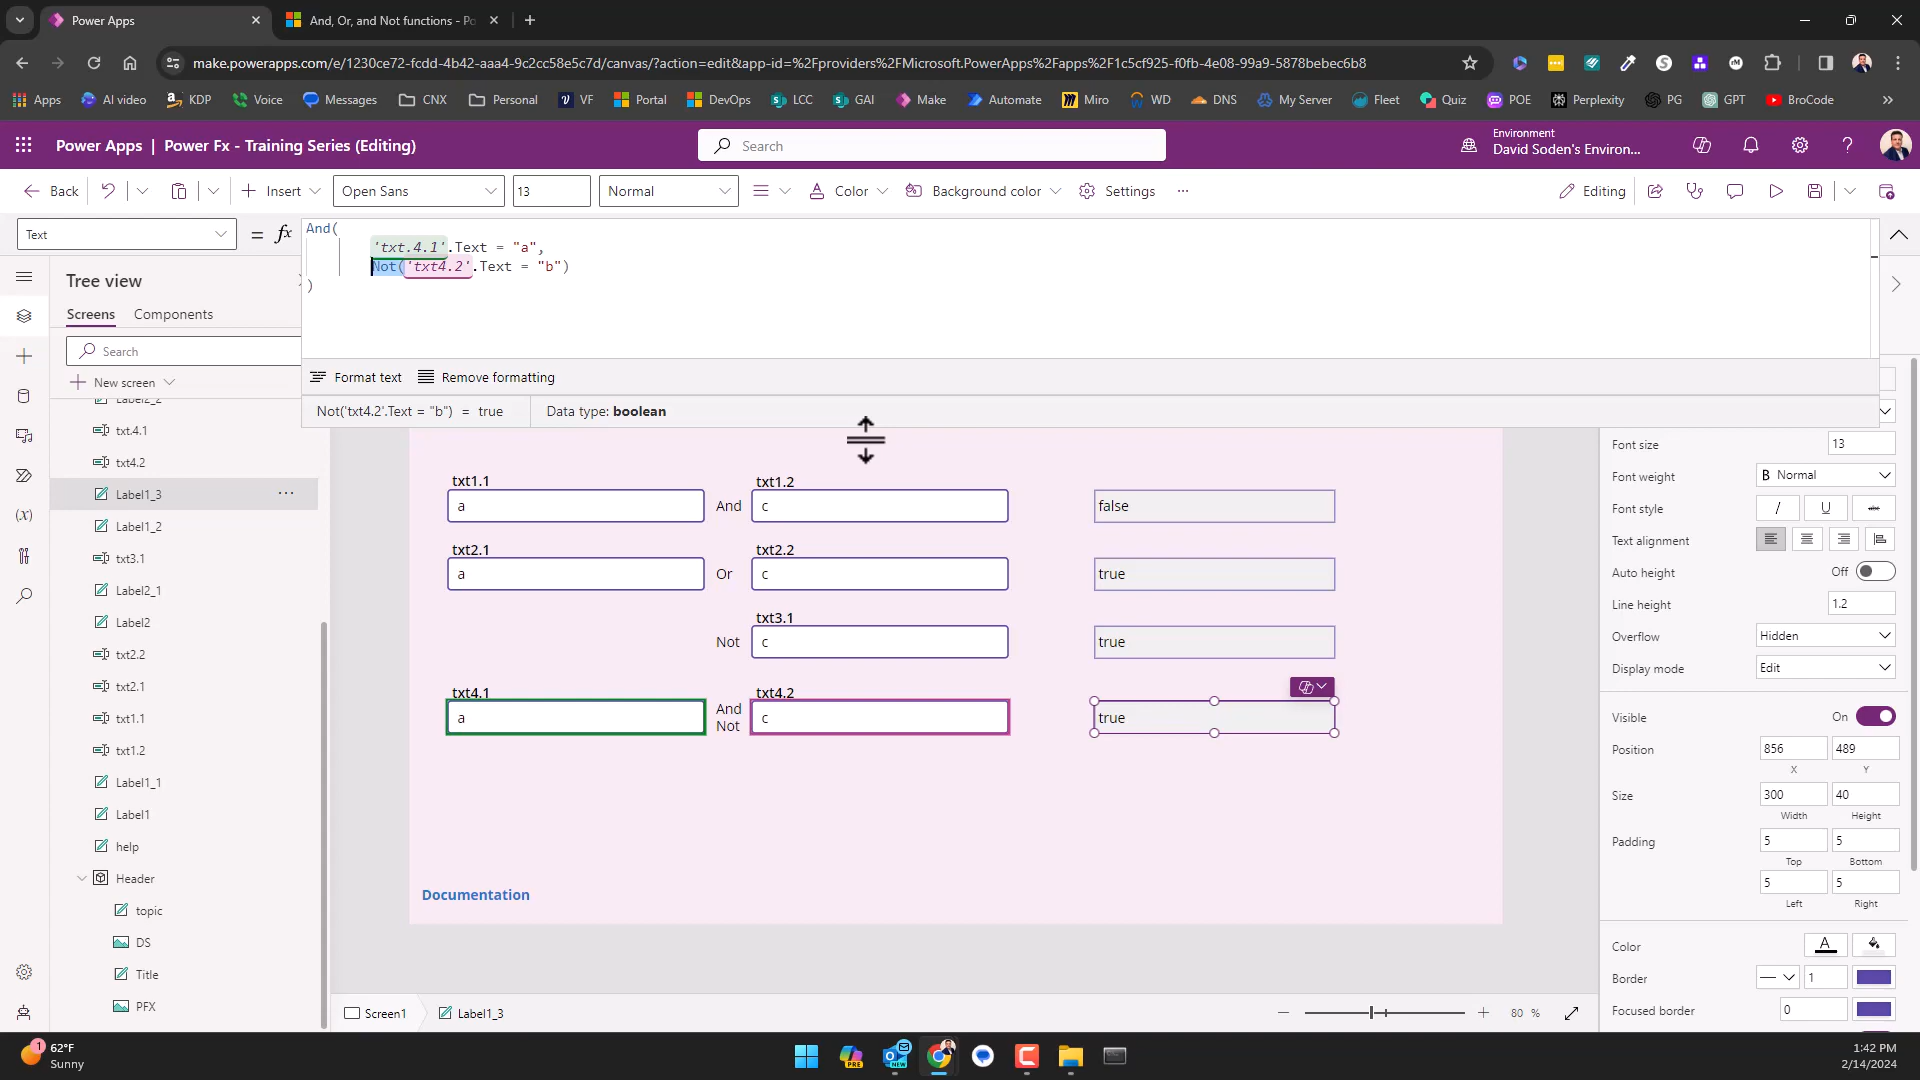 Power Apps
And, Or, and Not functions - Po
make.powerapps.com/e/1230ce72-fcdd-4b42-aaa4-9c2cc58e5c7d/canvas/?action=edit&app-id=%2Fproviders%2FMicrosoft.PowerApps%2Fapps%2F1c5cf925-f0fb-4e08-99a9-5878bebec6b8
Apps
AI video
KDP
Voice
Messages
CNX
Personal
VF
Portal
DevOps
LCC
GAI
Make
Automate
Miro
WD
DNS
My Server
Fleet
Quiz
POE
Perplexity
PG
GPT
BroCode
Power Apps | Power Fx - Training Series (Editing)
Search
Environment
David Soden's Environ...
Back
Insert
Open Sans
13
Normal
Color
Background color
Settings
Editing
Text
= fx
And(
'txt.4.1'.Text = "a",
Not('txt4.2'.Text = "b")
)
Format text
Remove formatting
Not('txt4.2'.Text = "b") = true
Data type: boolean
Tree view
Screens
Components
Search
New screen
Label2_2
txt.4.1
txt4.2
Label1_3
Label1_2
txt3.1
Label2_1
Label2
txt2.2
txt2.1
txt1.1
txt1.2
Label1_1
Label1
help
Header
topic
DS
Title
PFX
txt1.1
txt1.2
a
And
c
false
txt2.1
txt2.2
a
Or
c
true
txt3.1
Not
c
true
txt4.1
txt4.2
a
And
Not
c
true
Documentation
Screen1
Label1_3
80 %
Font size
13
Font weight
B Normal
Font style
/
U
abc
Text alignment
Auto height
Off
Line height
1.2
Overflow
Hidden
Display mode
Edit
Visible
On
Position
856
489
X
Y
Size
300
40
Width
Height
Padding
5
5
Top
Bottom
5
5
Left
Right
Color
A
Border
1
Focused border
0
1
62°F
Sunny
PRE
NEW
1:42 PM
2/14/2024